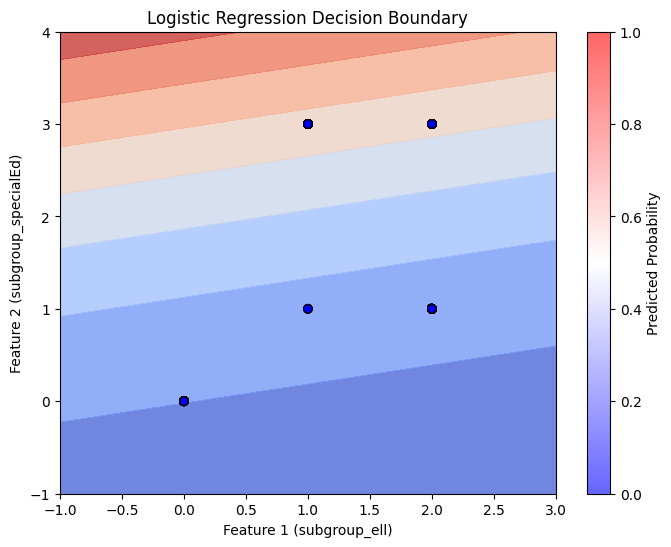 Logistic Regression Decision Boundary
4
3
2
1
0
−1
Feature 2 (subgroup_specialEd)
−1.0 −0.5 0.0 0.5 1.0 1.5 2.0 2.5 3.0
Feature 1 (subgroup_ell)
1.0
0.8
0.6
0.4
0.2
0.0
Predicted Probability